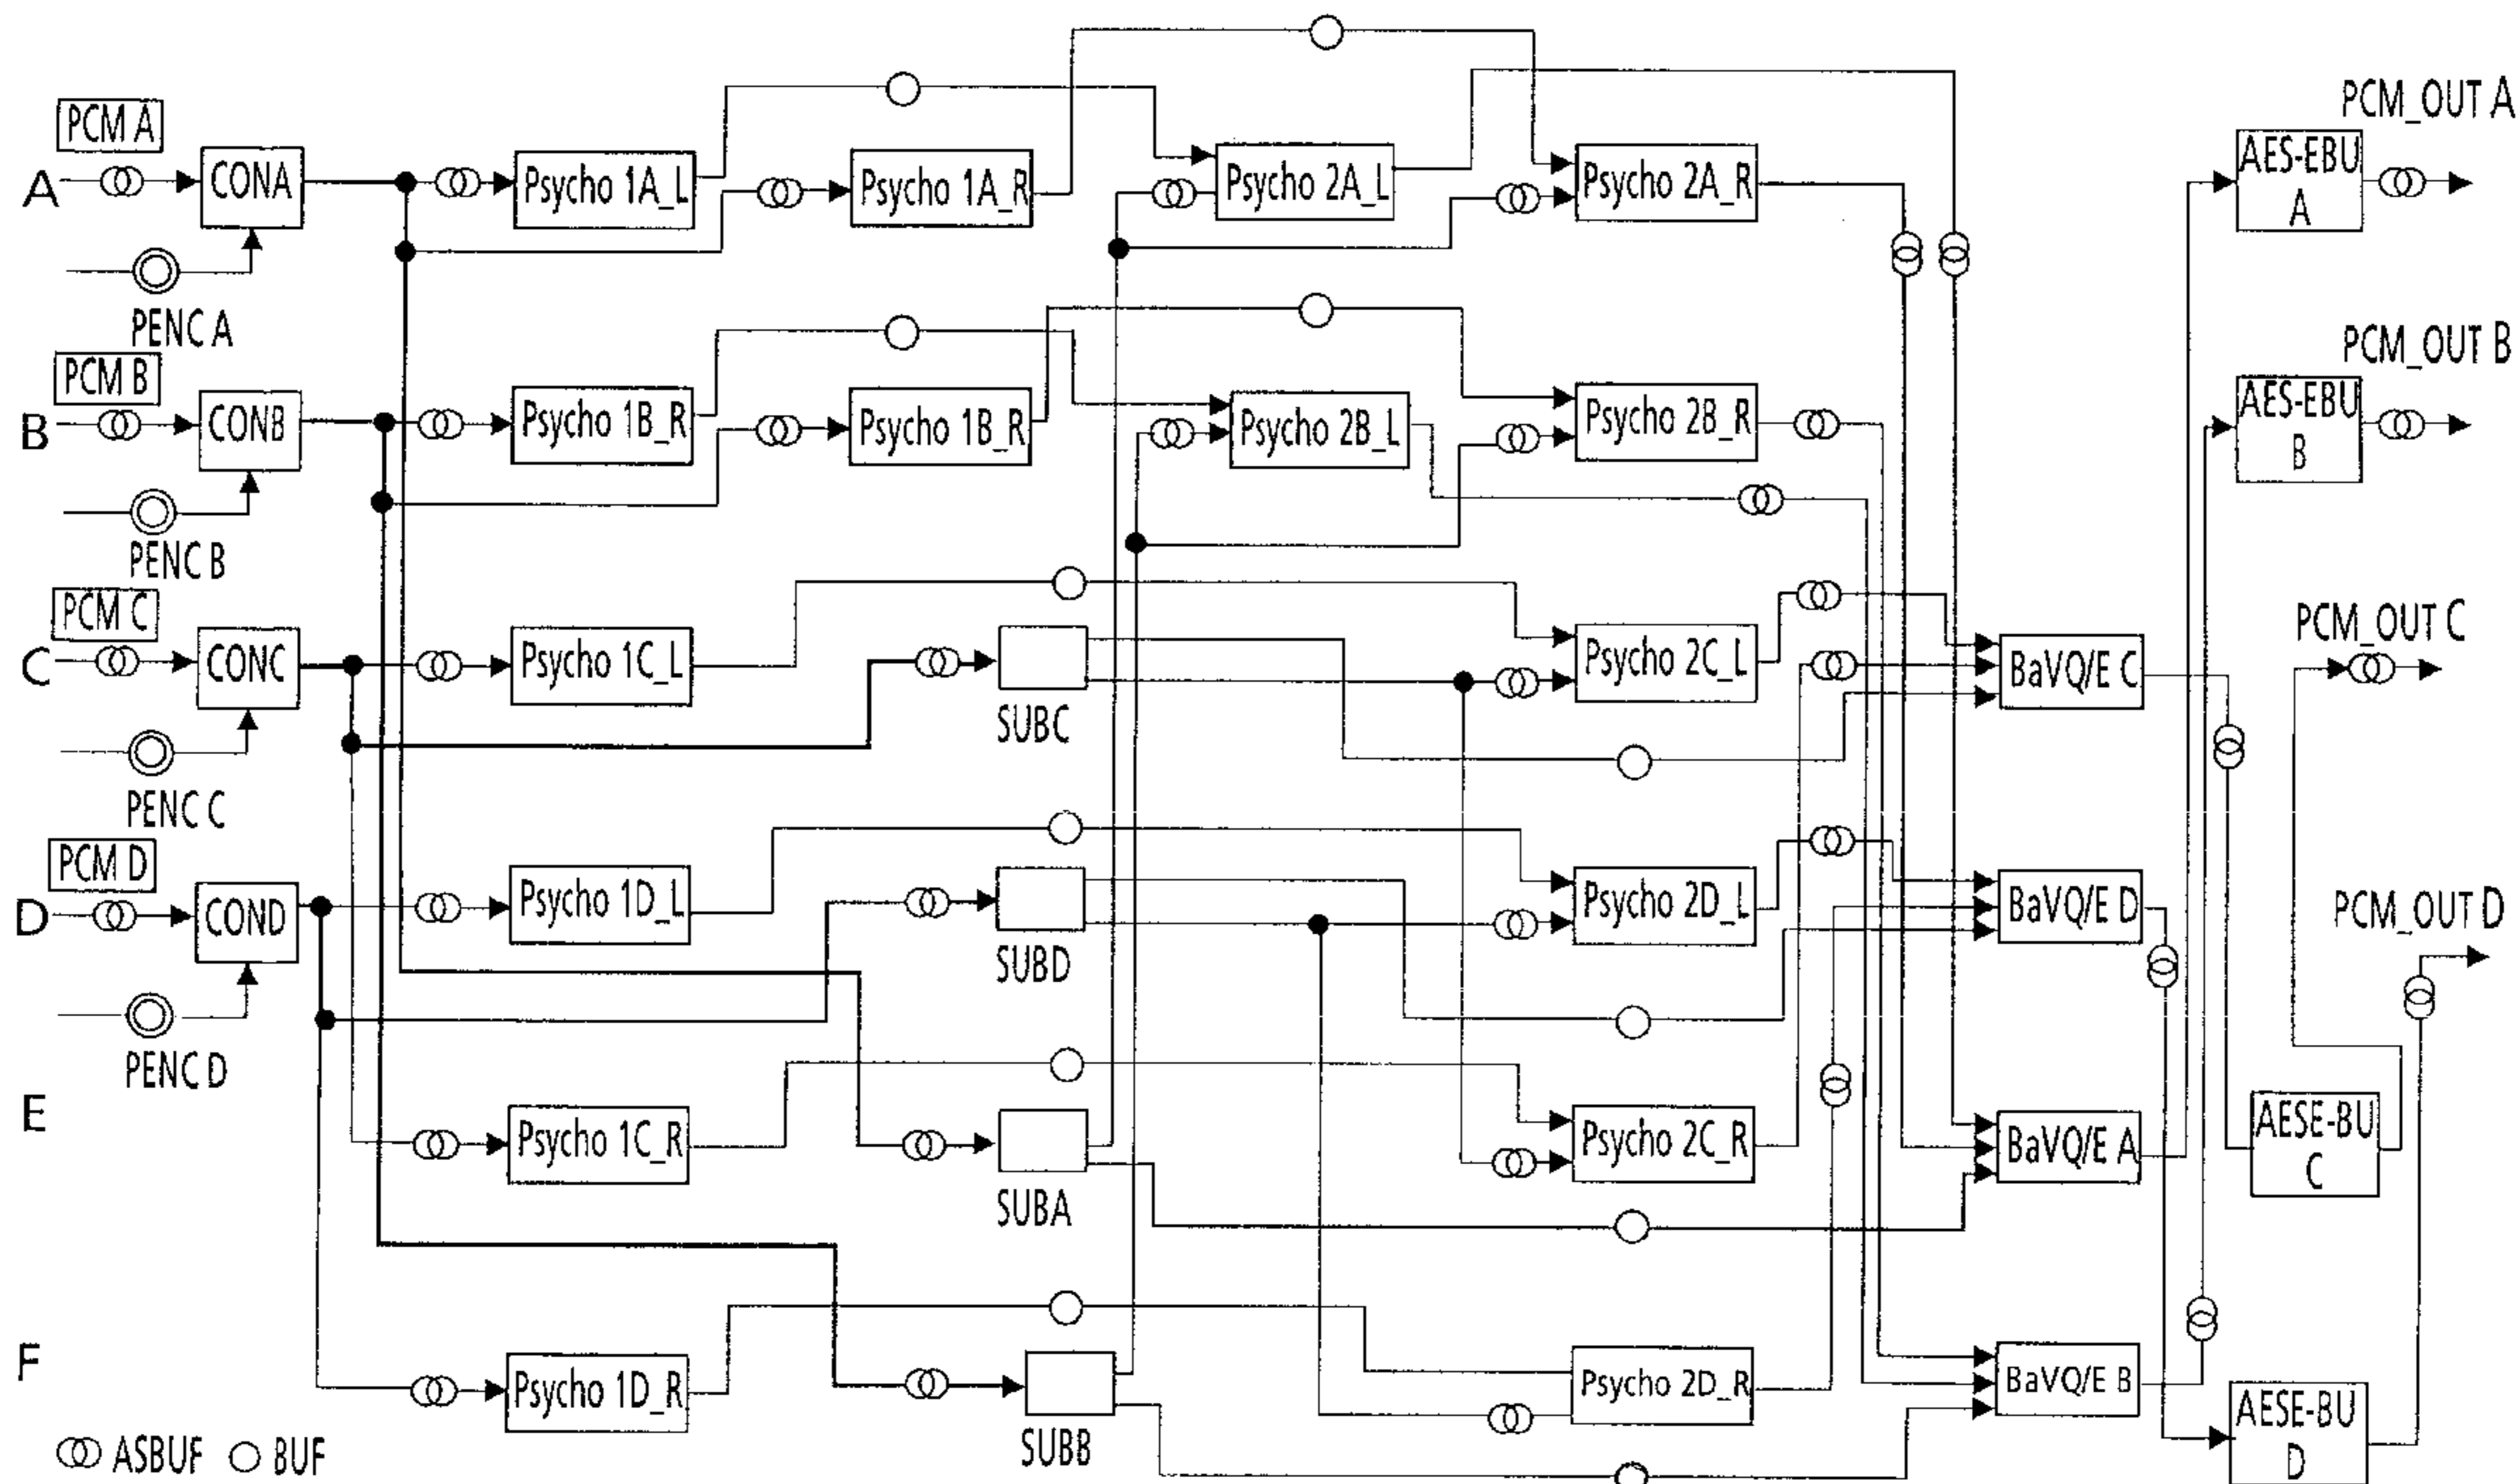 PCM A
A
CONA
PENC A
Psycho 1A_L
Psycho 1A_R
Psycho 2A_L
Psycho 2A_R
AES-EBU
A
PCM_OUT A
PCM B
B
CONB
PENC B
Psycho 1B_R
Psycho 1B_R
Psycho 2B_L
Psycho 2B_R
AES-EBU
B
PCM_OUT B
PCM C
C
CONC
PENC C
Psycho 1C_L
SUBC
Psycho 2C_L
BaVQ/E C
PCM_OUT C
PCM D
D
COND
PENC D
Psycho 1D_L
SUBD
Psycho 2D_L
BaVQ/E D
PCM_OUT D
E
Psycho 1C_R
SUBA
Psycho 2C_R
BaVQ/E A
AESE-BU
C
F
Psycho 1D_R
SUBB
Psycho 2D_R
BaVQ/E B
AESE-BU
D
ASBUF
BUF